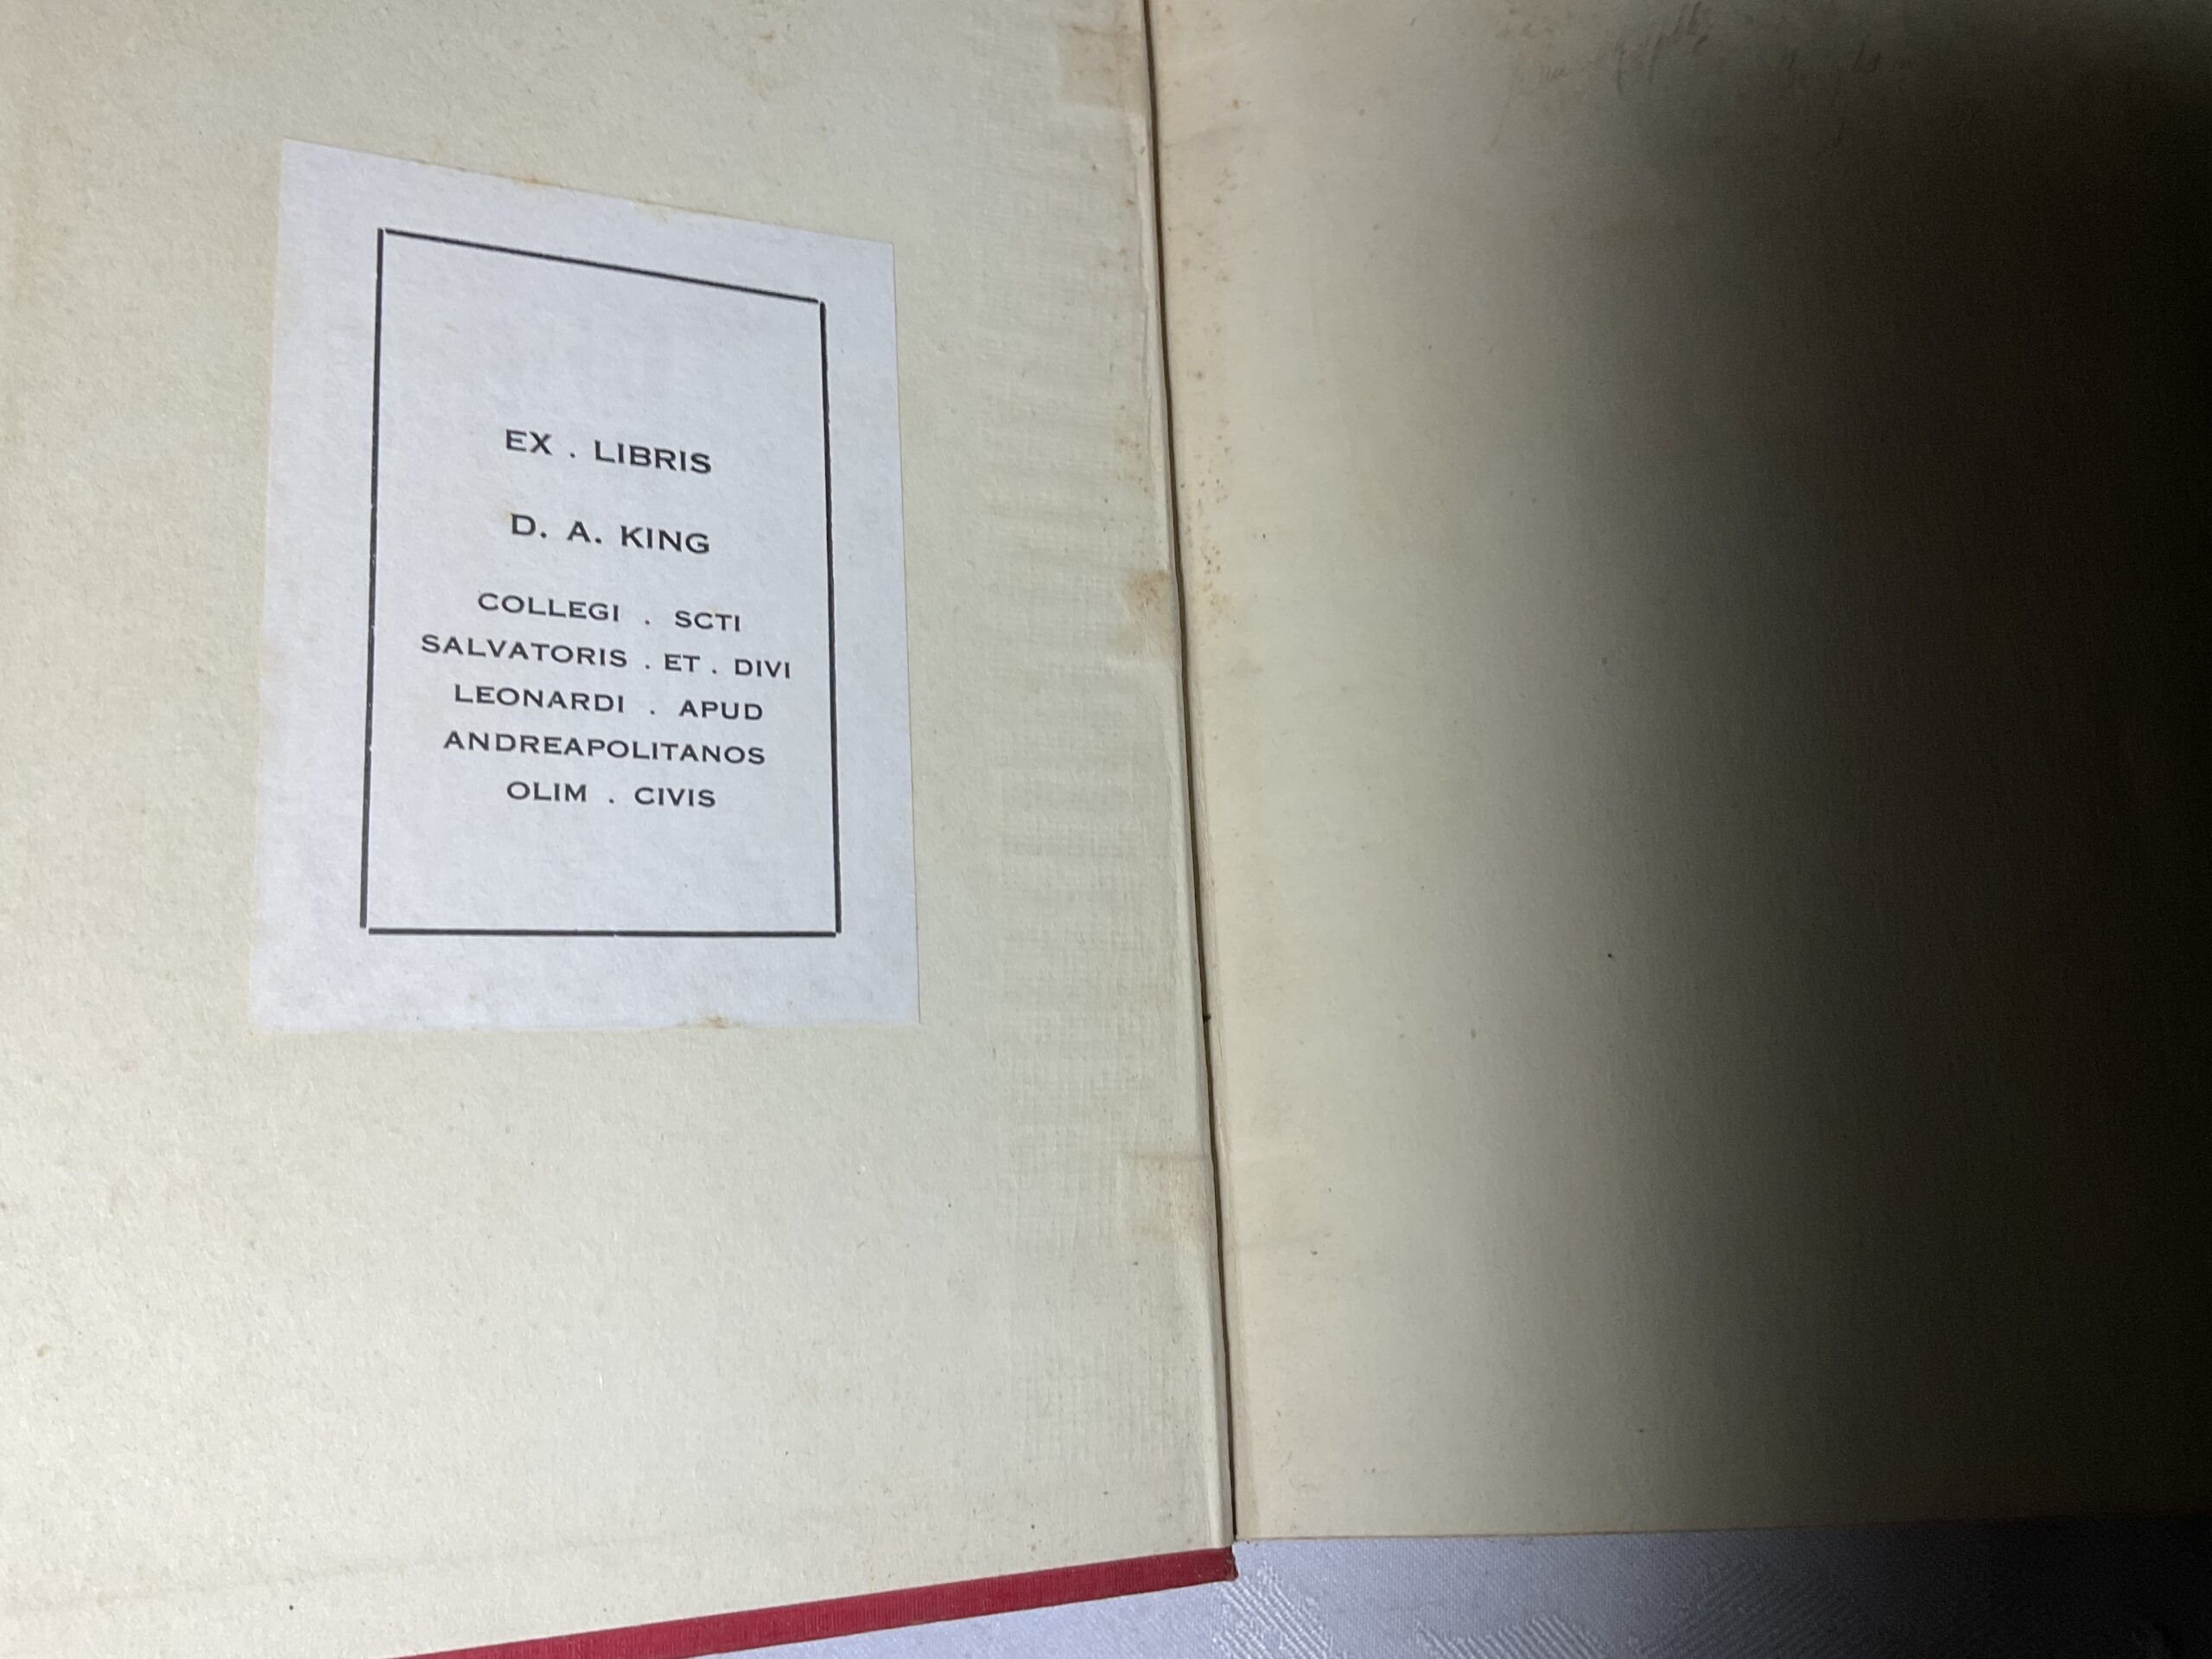 EX . LIBRIS
D. A. KING
COLLEGI . SCTI
SALVATORIS . ET . DIVI
LEONARDI . APUD
ANDREAPOLITANOS
OLIM . CIVIS